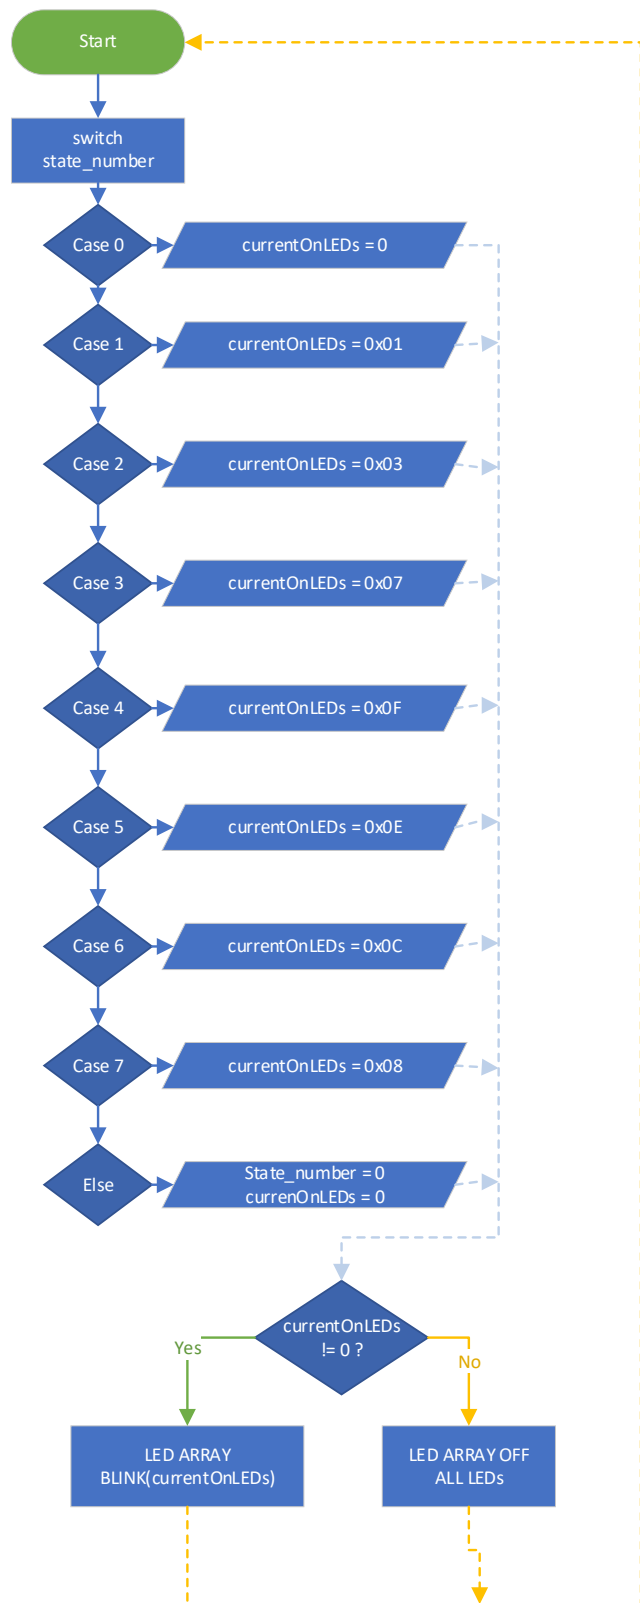 Start
switch
state_number
Case 0
currentOnLEDs = 0
Case 1
currentOnLEDs = 0x01
Case 2
currentOnLEDs = 0x03
Case 3
currentOnLEDs = 0x07
Case 4
currentOnLEDs = 0x0F
Case 5
currentOnLEDs = 0x0E
Case 6
currentOnLEDs = 0x0C
Case 7
currentOnLEDs = 0x08
Else
State_number = 0
currenOnLEDs = 0
currentOnLEDs
!= 0 ?
Yes
No
LED ARRAY
BLINK(currentOnLEDs)
LED ARRAY OFF
ALL LEDs